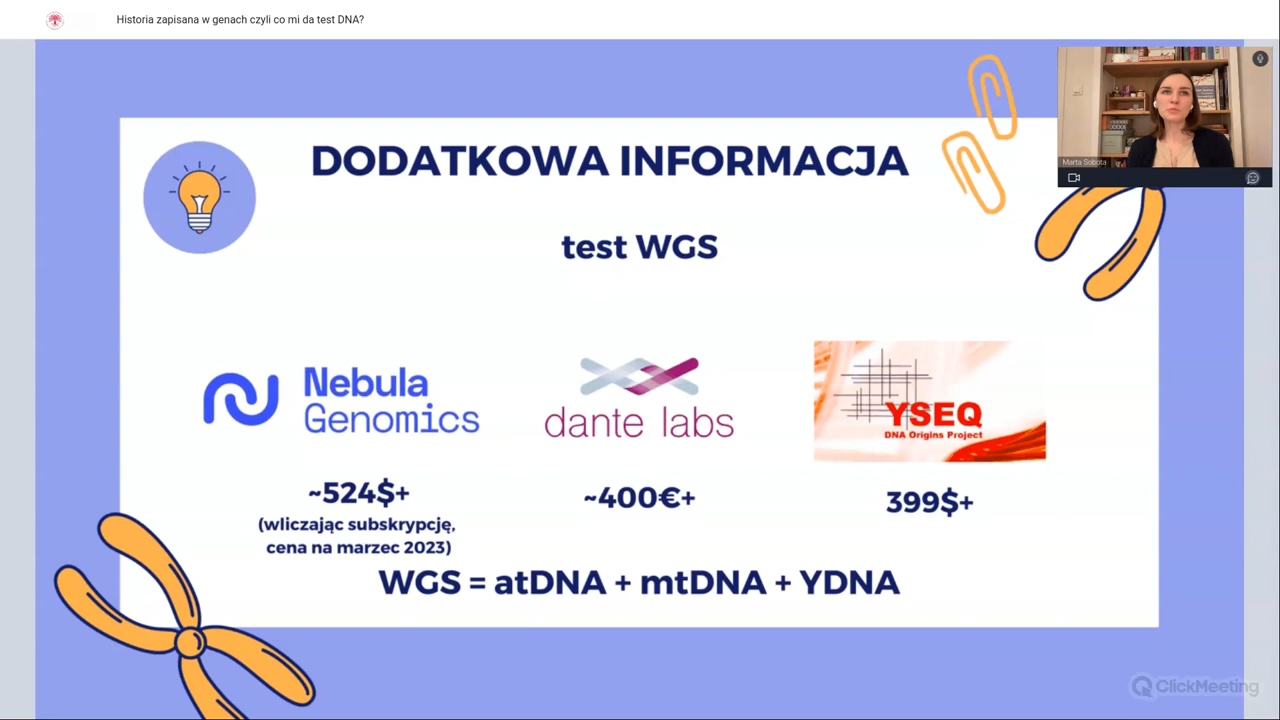 Historia zapisana w genach czyli co mi da test DNA?
Marta Sobota
DODATKOWA INFORMACJA
test WGS
Nebula
Genomics
dante labs
YSEQ
DNA Origins Project
~524$+
(wliczając subskrypcję,
cena na marzec 2023)
~400€+
399$+
WGS = atDNA + mtDNA + YDNA
ClickMeeting